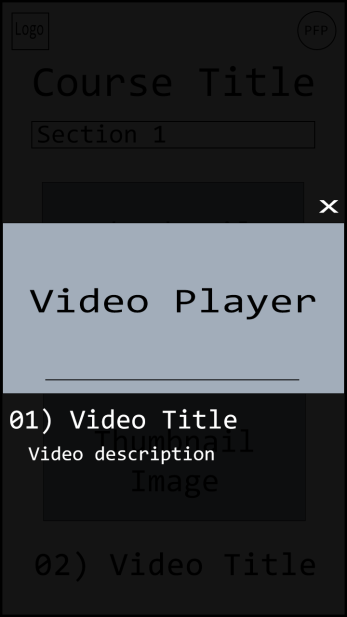 Logo
PFP
Course Title
Section 1
X
Video Player
01) Video Title
Thumbnail
Video description
Image
02) Video Title